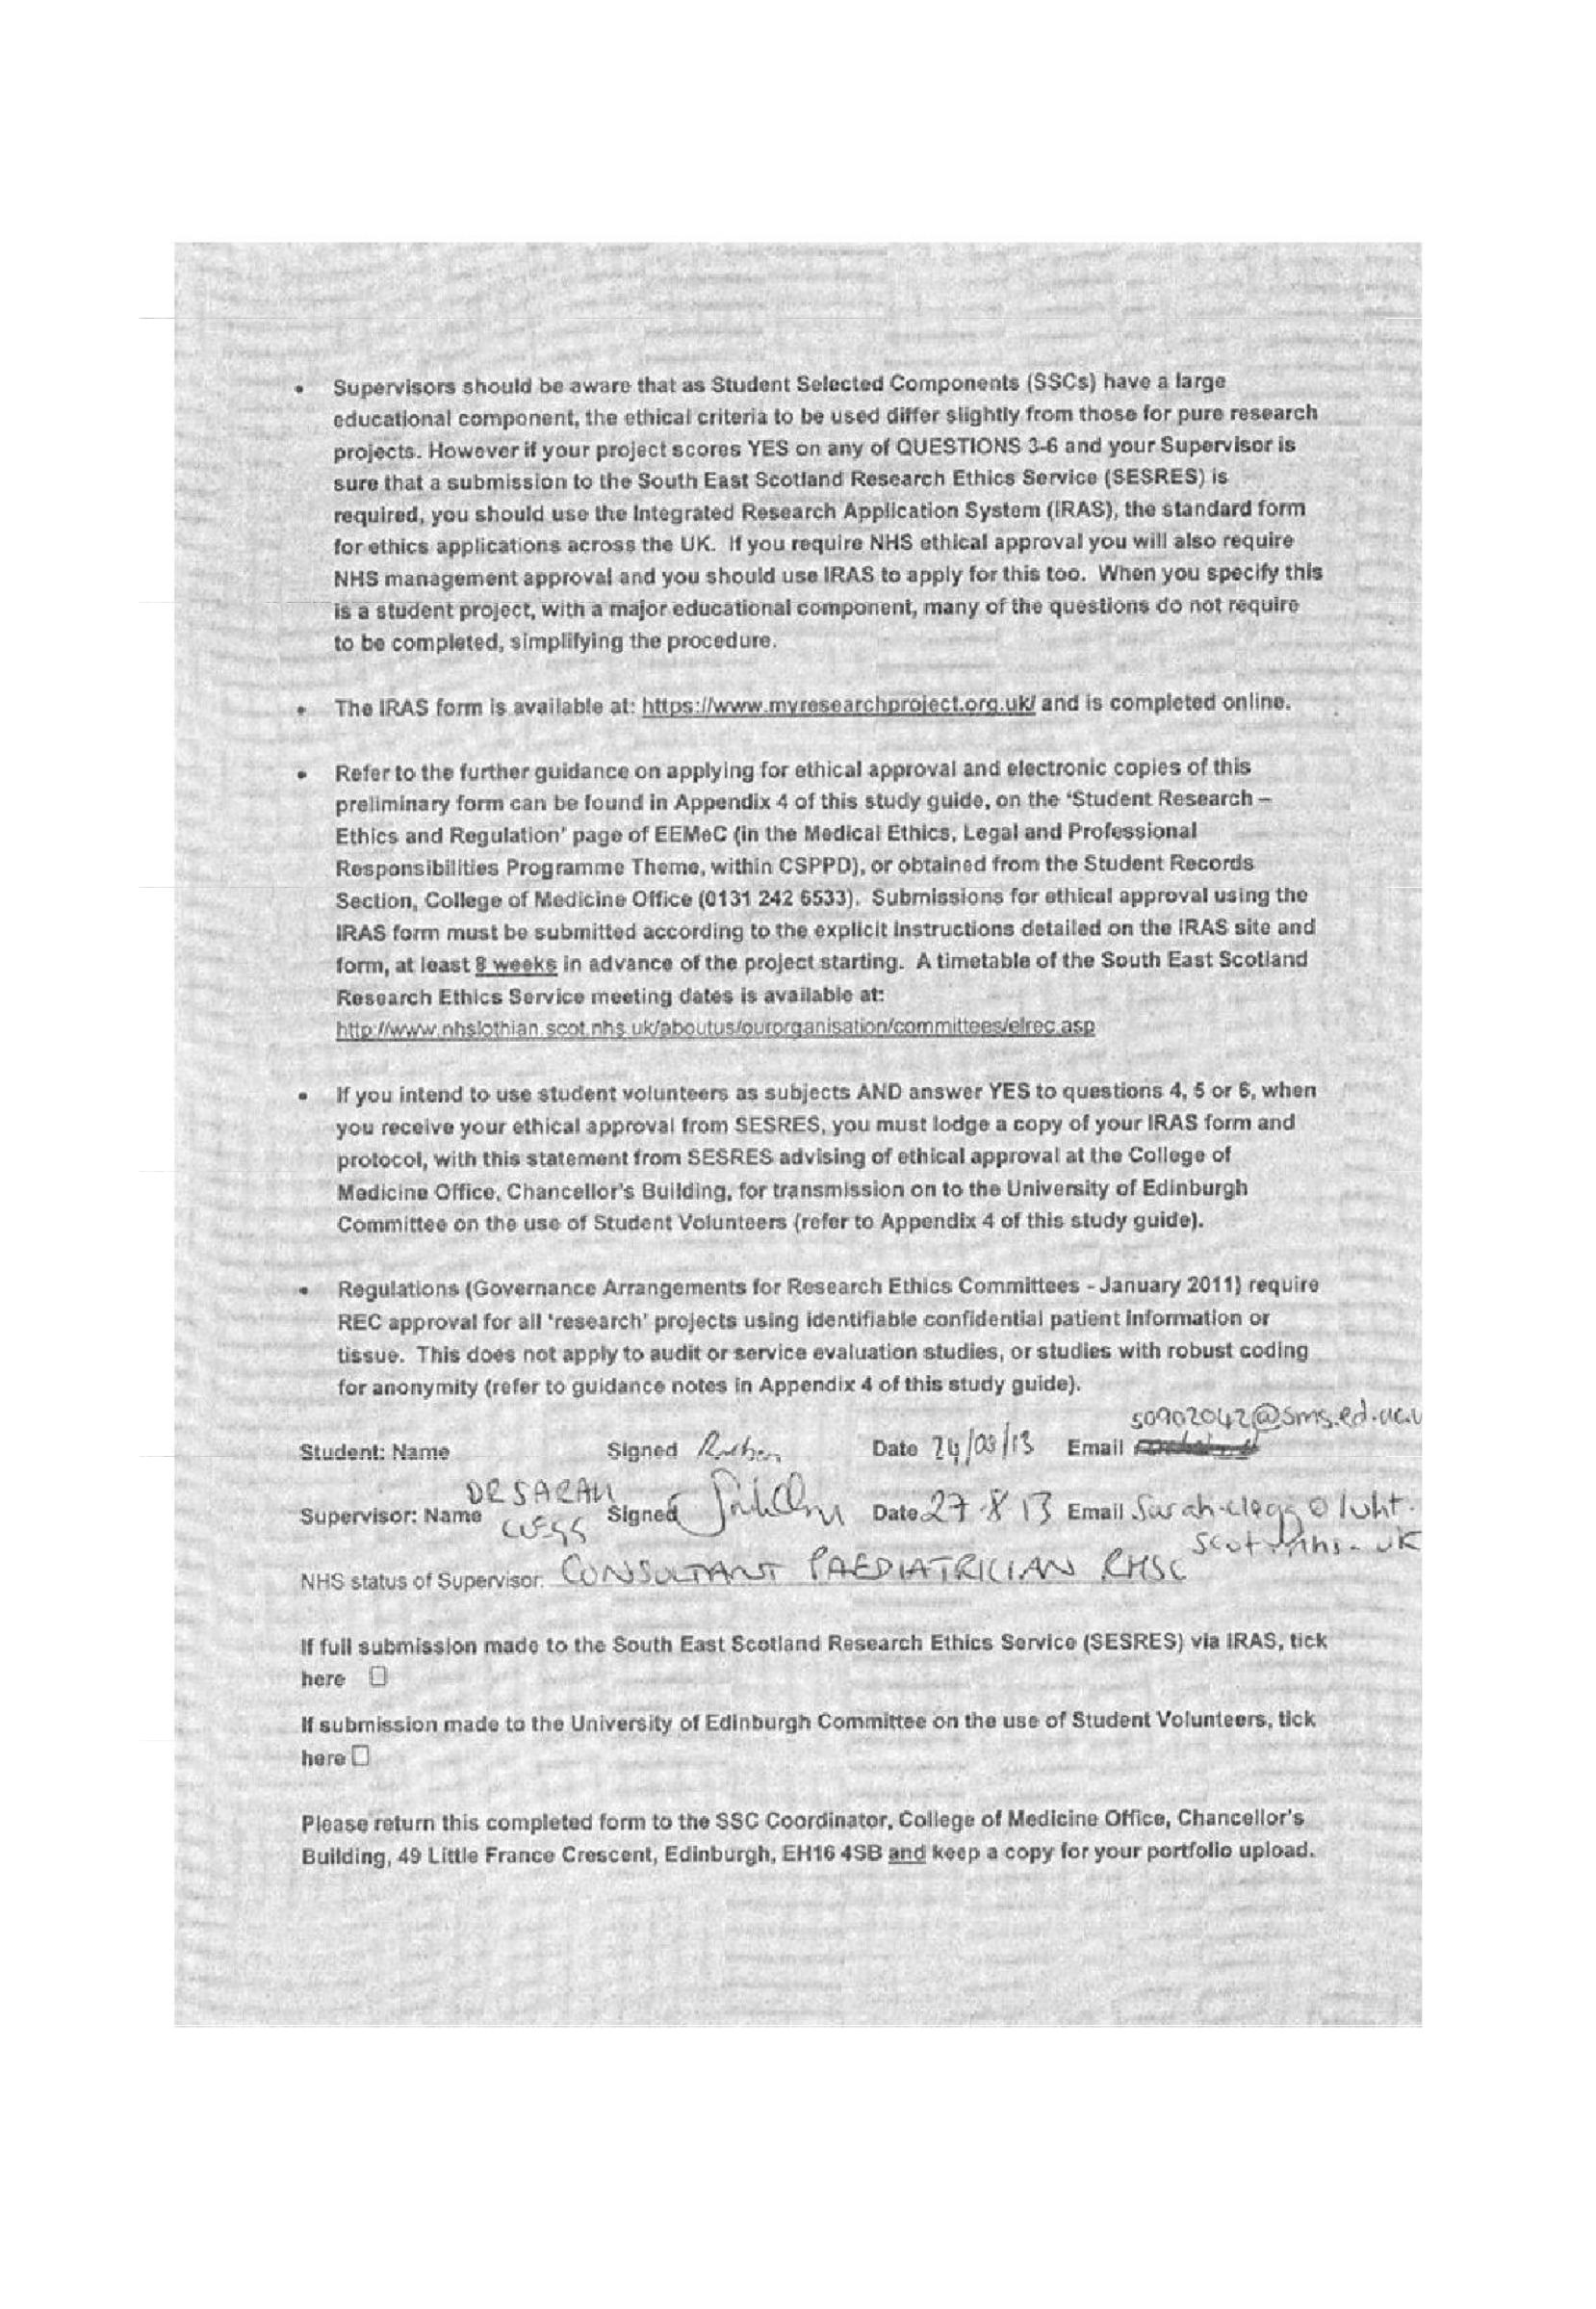 • Supervisors should be aware that as Student Selected Components (SSCs) have a large
educational component, the ethical criteria to be used differ slightly from those for pure research
projects. However if your project scores YES on any of QUESTIONS 3-6 and your Supervisor is
sure that a submission to the South East Scotland Research Ethics Service (SESRES) is
required, you should use the Integrated Research Application System (IRAS), the standard form
for ethics applications across the UK. If you require NHS ethical approval you will also require
NHS management approval and you should use IRAS to apply for this too. When you specify this
is a student project, with a major educational component, many of the questions do not require
to be completed, simplifying the procedure.
• The IRAS form is available at: https://www.myresearchproject.org.uk/ and is completed online.
• Refer to the further guidance on applying for ethical approval and electronic copies of this
preliminary form can be found in Appendix 4 of this study guide, on the 'Student Research –
Ethics and Regulation' page of EEMeC (in the Medical Ethics, Legal and Professional
Responsibilities Programme Theme, within CSPPD), or obtained from the Student Records
Section, College of Medicine Office (0131 242 6533). Submissions for ethical approval using the
IRAS form must be submitted according to the explicit instructions detailed on the IRAS site and
form, at least 8 weeks in advance of the project starting. A timetable of the South East Scotland
Research Ethics Service meeting dates is available at:
http://www.nhslothian.scot.nhs.uk/aboutus/ourorganisation/committees/elrec.asp
• If you intend to use student volunteers as subjects AND answer YES to questions 4, 5 or 6, when
you receive your ethical approval from SESRES, you must lodge a copy of your IRAS form and
protocol, with this statement from SESRES advising of ethical approval at the College of
Medicine Office, Chancellor's Building, for transmission on to the University of Edinburgh
Committee on the use of Student Volunteers (refer to Appendix 4 of this study guide).
• Regulations (Governance Arrangements for Research Ethics Committees - January 2011) require
REC approval for all 'research' projects using identifiable confidential patient information or
tissue. This does not apply to audit or service evaluation studies, or studies with robust coding
for anonymity (refer to guidance notes in Appendix 4 of this study guide).
s0902042@sms.ed.ac.u
Student: Name Signed Date 24/08/13 Email
DR SARAH
Supervisor: Name CLEGG Signed Date 27.8.13 Email Sarah.clegg@luht.
scot.nhs.uk
NHS status of Supervisor: CONSULTANT PAEDIATRICIAN RHSC
If full submission made to the South East Scotland Research Ethics Service (SESRES) via IRAS, tick
here ☐
If submission made to the University of Edinburgh Committee on the use of Student Volunteers, tick
here ☐
Please return this completed form to the SSC Coordinator, College of Medicine Office, Chancellor's
Building, 49 Little France Crescent, Edinburgh, EH16 4SB and keep a copy for your portfolio upload.